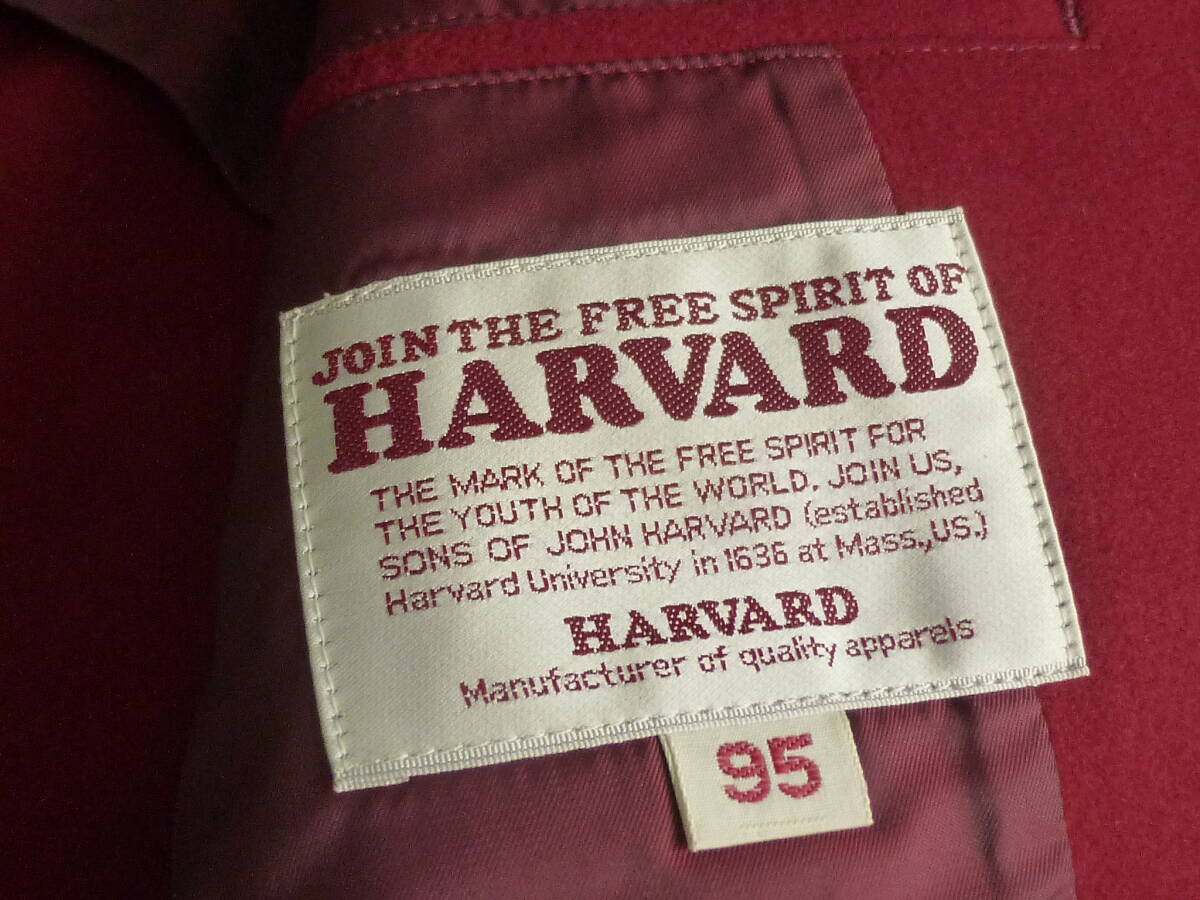 JOIN THE FREE SPIRIT OF
HARVARD
THE MARK OF THE FREE SPIRIT FOR
THE YOUTH OF THE WORLD. JOIN US,
SONS OF JOHN HARVARD (established
Harvard University in 1636 at Mass.,US.)
HARVARD
Manufacturer of quality apparels
95